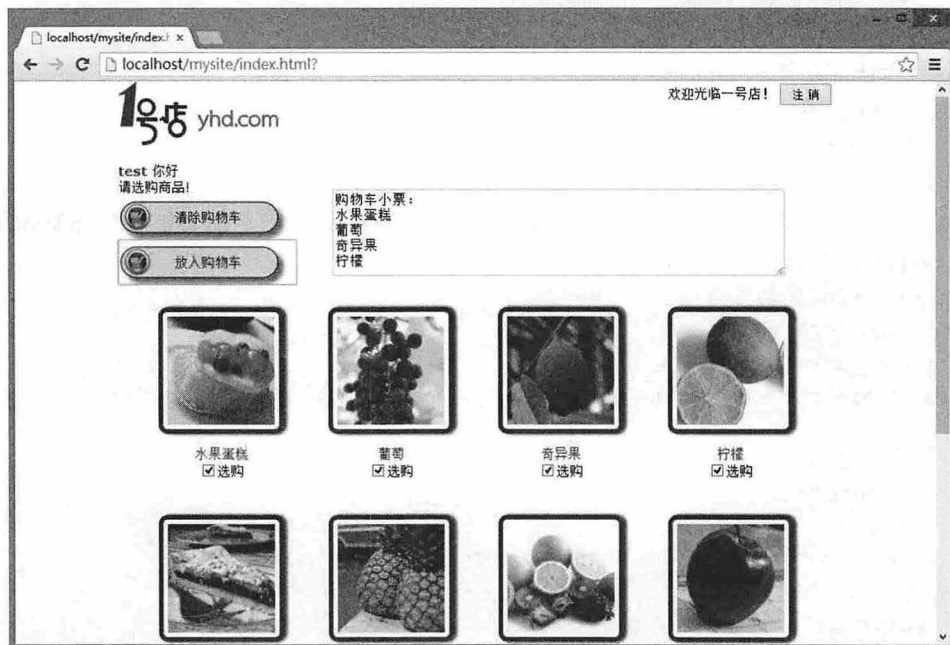 localhost/mysite/index.h
localhost/mysite/index.html?
1号店 yhd.com
欢迎光临一号店！ 注 销
test 你好
请选购商品!
清除购物车
放入购物车
购物车小票：
水果蛋糕
葡萄
奇异果
柠檬
水果蛋糕 葡萄 奇异果 柠檬
选购 选购 选购 选购